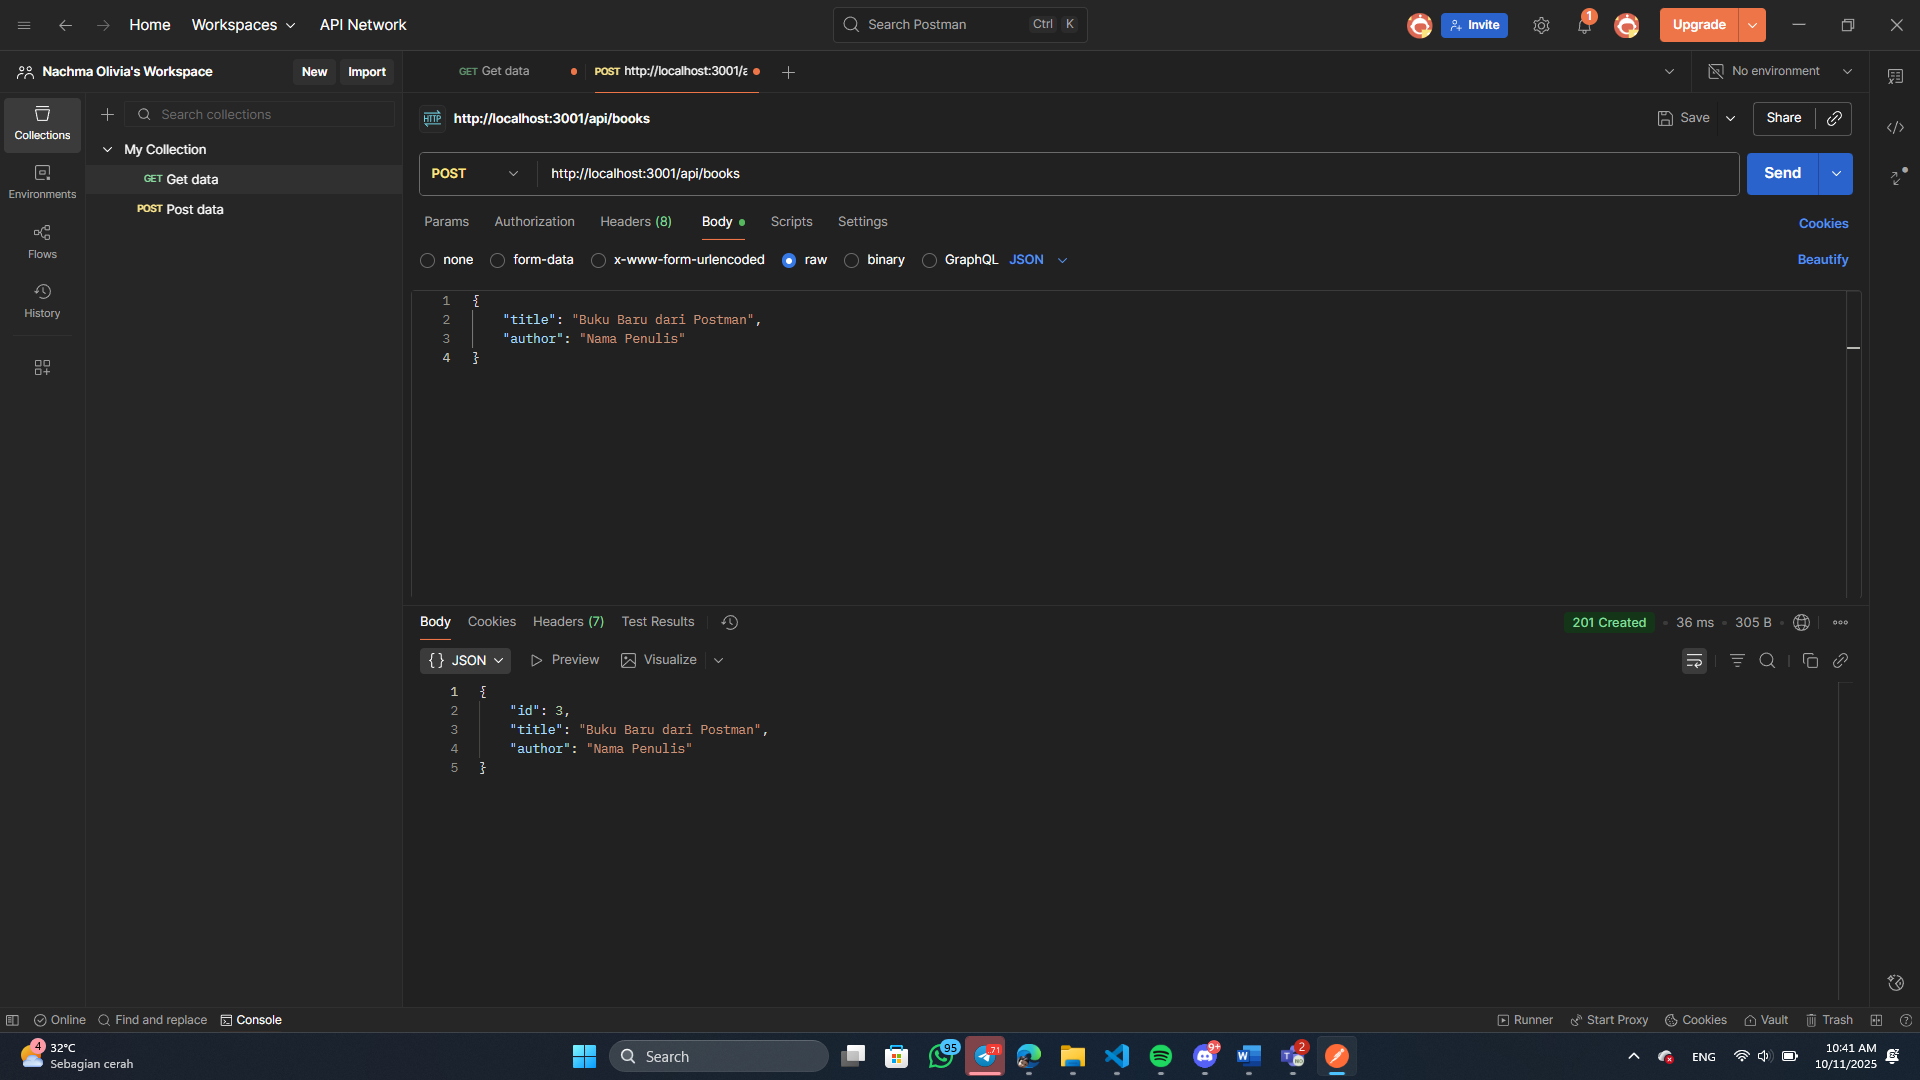 Home Workspaces API Network Search Postman Ctrl K Invite 1 Upgrade
Nachma Olivia's Workspace New Import GET Get data POST http://localhost:3001/a No environment
Collections
Environments
Flows
History
Search collections
My Collection
GET Get data
POST Post data
HTTP http://localhost:3001/api/books Save Share
POST http://localhost:3001/api/books Send
Params Authorization Headers (8) Body Scripts Settings Cookies
none form-data x-www-form-urlencoded raw binary GraphQL JSON Beautify
1 {
2 "title": "Buku Baru dari Postman",
3 "author": "Nama Penulis"
4 }
Body Cookies Headers (7) Test Results 201 Created 36 ms 305 B
{} JSON Preview Visualize
1 {
2 "id": 3,
3 "title": "Buku Baru dari Postman",
4 "author": "Nama Penulis"
5 }
Online Find and replace Console Runner Start Proxy Cookies Vault Trash
4 32°C
Sebagian cerah
Search 95 71 9+ 2
ENG
10:41 AM
10/11/2025